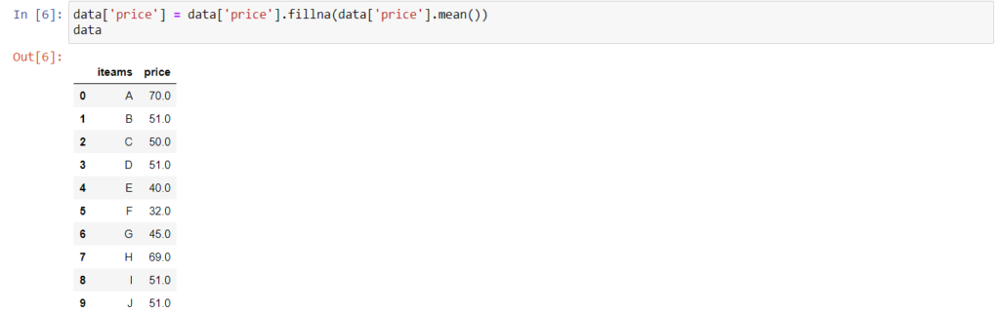 In [6]: data['price'] = data['price'].fillna(data['price'].mean())
data
Out[6]:
iteams price
0 A 70.0
1 B 51.0
2 C 50.0
3 D 51.0
4 E 40.0
5 F 32.0
6 G 45.0
7 H 69.0
8 I 51.0
9 J 51.0